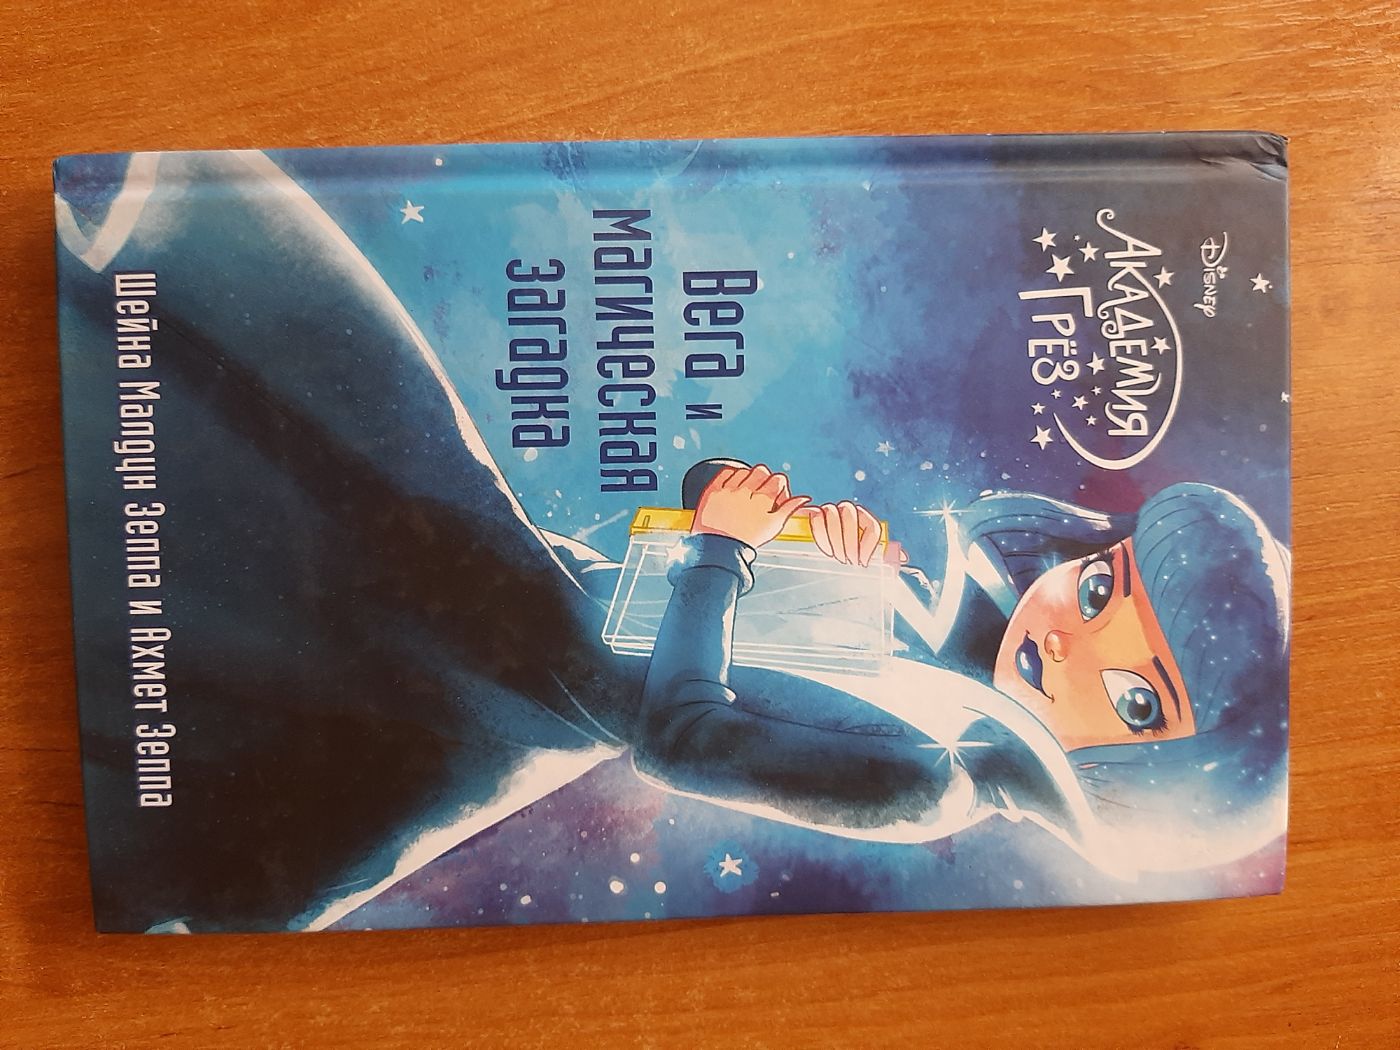 Disney
Академия
Грёз
Вега и
магическая
загадка
Шейна Малдун Зеппа и Ахмет Зеппа